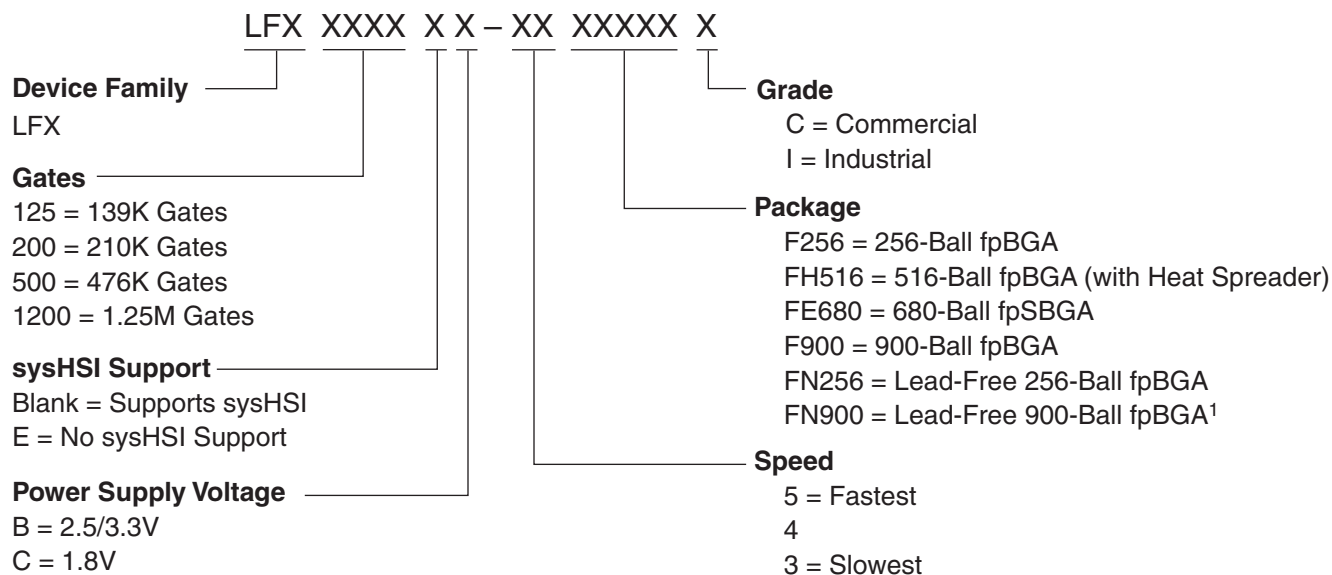 LFX XXXX X X – XX XXXXX X
Device Family
LFX
Gates
125 = 139K Gates
200 = 210K Gates
500 = 476K Gates
1200 = 1.25M Gates
sysHSI Support
Blank = Supports sysHSI
E = No sysHSI Support
Power Supply Voltage
B = 2.5/3.3V
C = 1.8V
Grade
C = Commercial
I = Industrial
Package
F256 = 256-Ball fpBGA
FH516 = 516-Ball fpBGA (with Heat Spreader)
FE680 = 680-Ball fpSBGA
F900 = 900-Ball fpBGA
FN256 = Lead-Free 256-Ball fpBGA
FN900 = Lead-Free 900-Ball fpBGA¹
Speed
5 = Fastest
4
3 = Slowest